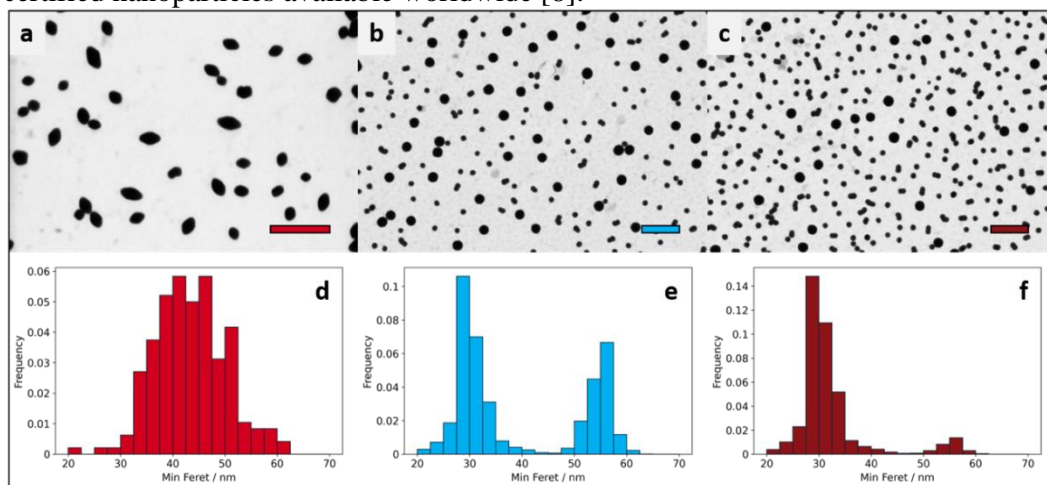 certified nanoparticles available worldwide [8].
a b c
d e f
0.06 0.05 0.04 0.03 0.02 0.01 0
Frequency
20 30 40 50 60 70
Min Feret / nm
0.1 0.08 0.06 0.04 0.02 0
Frequency
20 30 40 50 60 70
Min Feret / nm
0.14 0.12 0.10 0.08 0.06 0.04 0.02 0
Frequency
20 30 40 50 60 70
Min Feret / nm